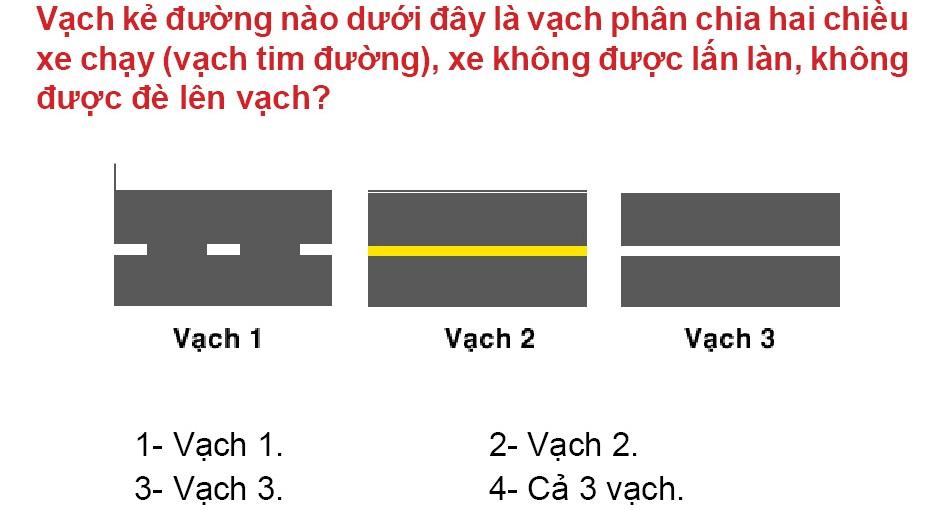 Vạch kẻ đường nào dưới đây là vạch phân chia hai chiều
xe chạy (vạch tim đường), xe không được lấn làn, không
được đè lên vạch?
Vạch 1
Vạch 2
Vạch 3
1- Vạch 1.
2- Vạch 2.
3- Vạch 3.
4- Cả 3 vạch.